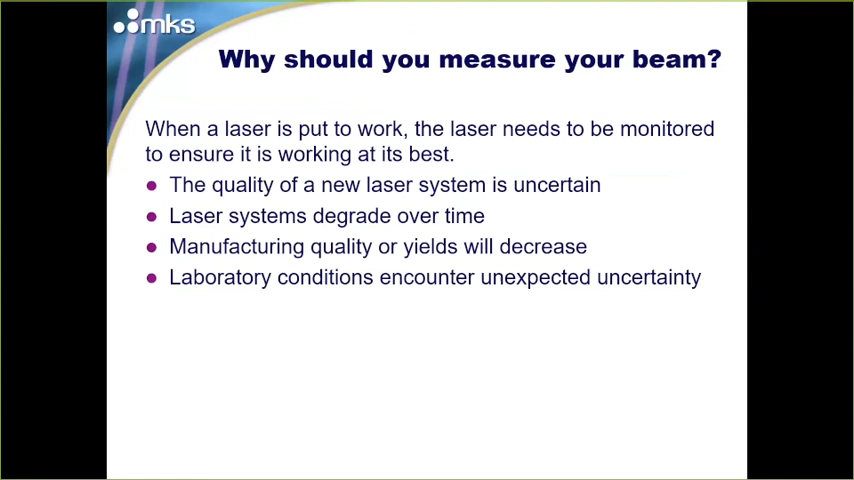 mks
Why should you measure your beam?
When a laser is put to work, the laser needs to be monitored
to ensure it is working at its best.
● The quality of a new laser system is uncertain
● Laser systems degrade over time
● Manufacturing quality or yields will decrease
● Laboratory conditions encounter unexpected uncertainty